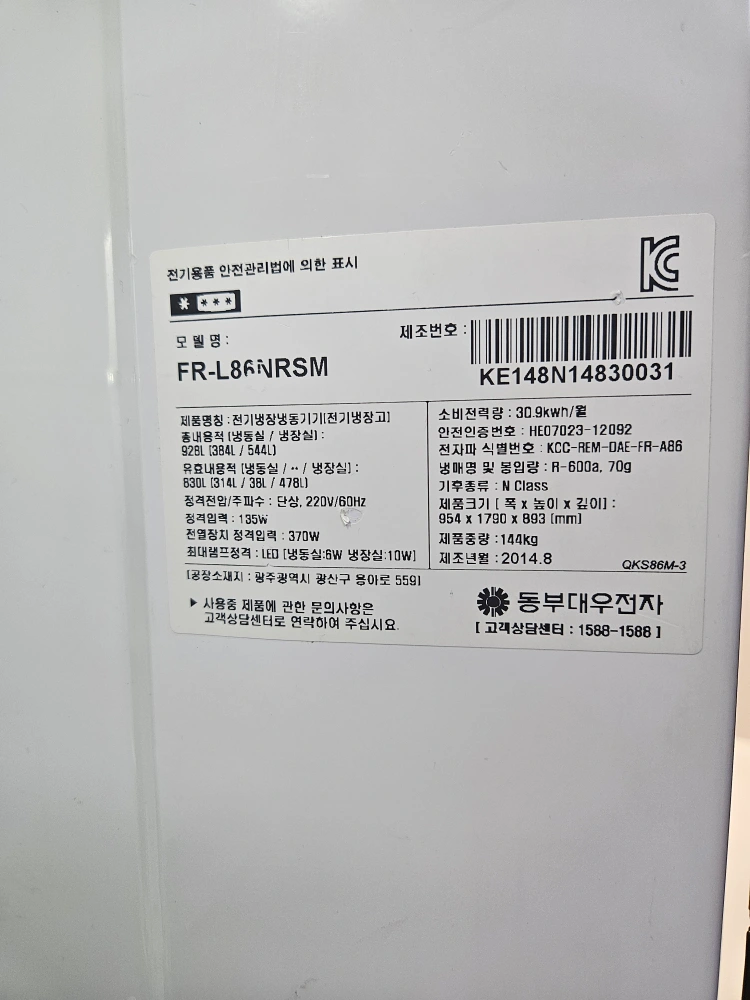 전기용품 안전관리법에 의한 표시
모 델 명 :
제조번호 :
KE148N14830031
제품명칭 : 전기냉장냉동기기[전기냉장고]
총내용적 [냉동실 / 냉장실] :
928L [384L / 544L]
유효내용적 [냉동실 / ·· / 냉장실] :
830L [314L / 38L / 478L]
정격전압/주파수 : 단상, 220V/60Hz
정격입력 : 135W
전열장치 정격입력 : 370W
최대램프정격 : LED [냉동실:6W 냉장실:10W]
소비전력량 : 30.9kwh/월
안전인증번호 : HE07023-12092
전자파 식별번호 : KCC-REM-DAE-FR-A86
냉매명 및 봉입량 : R-600a, 70g
기후종류 : N Class
제품크기 [ 폭 x 높이 x 깊이] :
954 x 1790 x 893 [mm]
제품중량 : 144kg
제조년월 : 2014.8
QKS86M-3
[공장소재지 : 광주광역시 광산구 용아로 559]
▶ 사용중 제품에 관한 문의사항은
고객상담센터로 연락하여 주십시요.
동부대우전자
[ 고객상담센터 : 1588-1588 ]